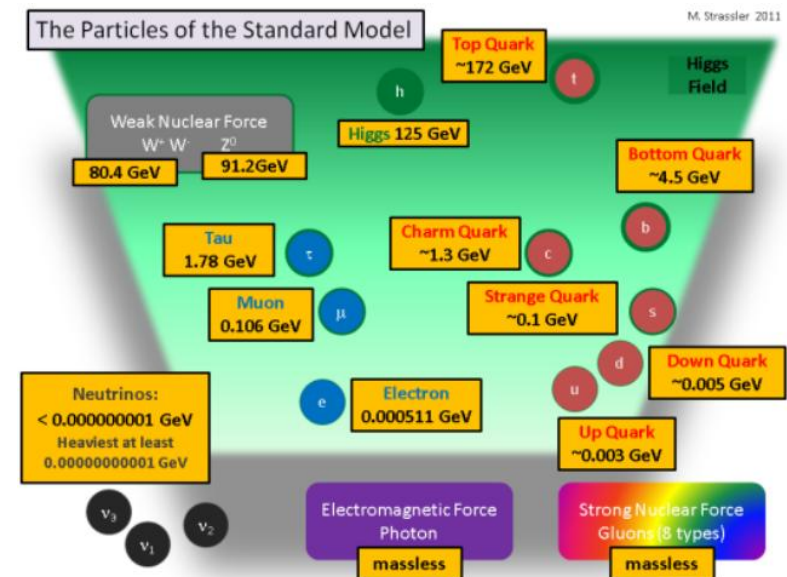 M. Strassler 2011
The Particles of the Standard Model
Top Quark
~172 GeV
t
Higgs
Field
h
Higgs 125 GeV
Weak Nuclear Force
W⁺ W⁻ Z⁰
80.4 GeV
91.2GeV
Bottom Quark
~4.5 GeV
b
Tau
1.78 GeV
τ
Charm Quark
~1.3 GeV
c
Muon
0.106 GeV
μ
Strange Quark
~0.1 GeV
s
d
Down Quark
~0.005 GeV
Neutrinos:
< 0.000000001 GeV
Heaviest at least
0.00000000001 GeV
e
Electron
0.000511 GeV
u
Up Quark
~0.003 GeV
ν₃
ν₁
ν₂
Electromagnetic Force
Photon
massless
Strong Nuclear Force
Gluons (8 types)
massless